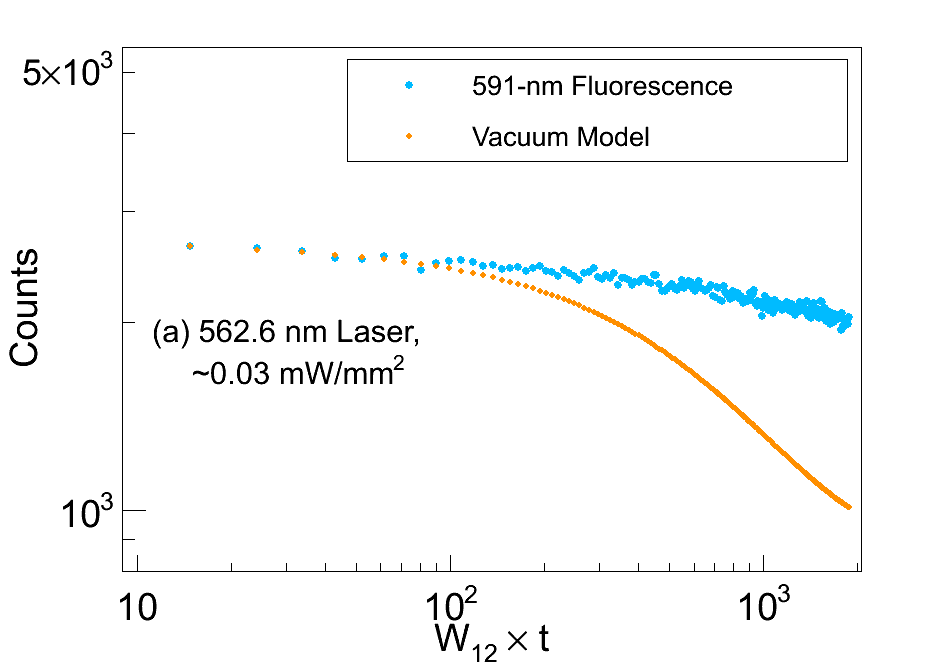 5×10³
591-nm Fluorescence
Vacuum Model
Counts
(a) 562.6 nm Laser,
~0.03 mW/mm²
10³
10 10² 10³
W₁₂ × t